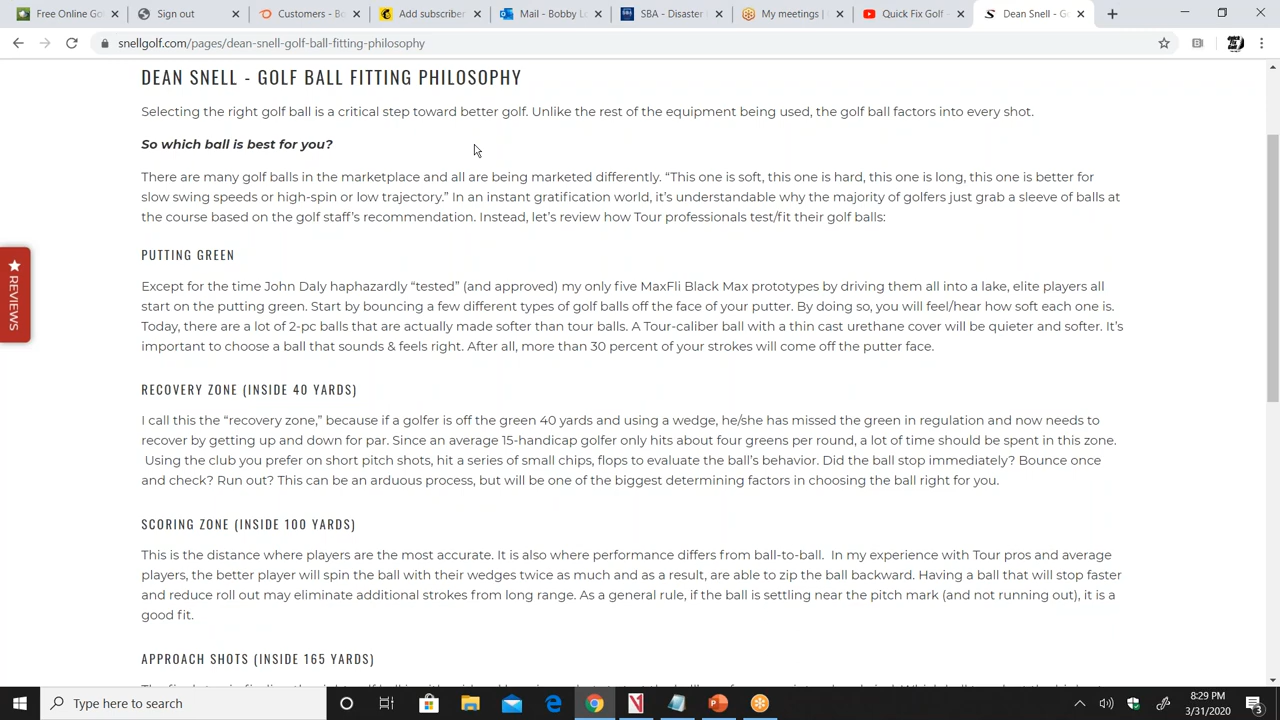 Free Online Go
Sign out
Customers - Bo
Add subscribe
Mail - Bobby L
SBA - Disaster
My meetings
Quick Fix Golf
Dean Snell - Go
snellgolf.com/pages/dean-snell-golf-ball-fitting-philosophy
DEAN SNELL - GOLF BALL FITTING PHILOSOPHY
Selecting the right golf ball is a critical step toward better golf. Unlike the rest of the equipment being used, the golf ball factors into every shot.
So which ball is best for you?
There are many golf balls in the marketplace and all are being marketed differently. “This one is soft, this one is hard, this one is long, this one is better for
slow swing speeds or high-spin or low trajectory.” In an instant gratification world, it’s understandable why the majority of golfers just grab a sleeve of balls at
the course based on the golf staff’s recommendation. Instead, let’s review how Tour professionals test/fit their golf balls:
PUTTING GREEN
Except for the time John Daly haphazardly “tested” (and approved) my only five MaxFli Black Max prototypes by driving them all into a lake, elite players all
start on the putting green. Start by bouncing a few different types of golf balls off the face of your putter. By doing so, you will feel/hear how soft each one is.
Today, there are a lot of 2-pc balls that are actually made softer than tour balls. A Tour-caliber ball with a thin cast urethane cover will be quieter and softer. It’s
important to choose a ball that sounds & feels right. After all, more than 30 percent of your strokes will come off the putter face.
REVIEWS
RECOVERY ZONE (INSIDE 40 YARDS)
I call this the “recovery zone,” because if a golfer is off the green 40 yards and using a wedge, he/she has missed the green in regulation and now needs to
recover by getting up and down for par. Since an average 15-handicap golfer only hits about four greens per round, a lot of time should be spent in this zone.
Using the club you prefer on short pitch shots, hit a series of small chips, flops to evaluate the ball’s behavior. Did the ball stop immediately? Bounce once
and check? Run out? This can be an arduous process, but will be one of the biggest determining factors in choosing the ball right for you.
SCORING ZONE (INSIDE 100 YARDS)
This is the distance where players are the most accurate. It is also where performance differs from ball-to-ball. In my experience with Tour pros and average
players, the better player will spin the ball with their wedges twice as much and as a result, are able to zip the ball backward. Having a ball that will stop faster
and reduce roll out may eliminate additional strokes from long range. As a general rule, if the ball is settling near the pitch mark (and not running out), it is a
good fit.
APPROACH SHOTS (INSIDE 165 YARDS)
Type here to search
8:29 PM
3/31/2020
3